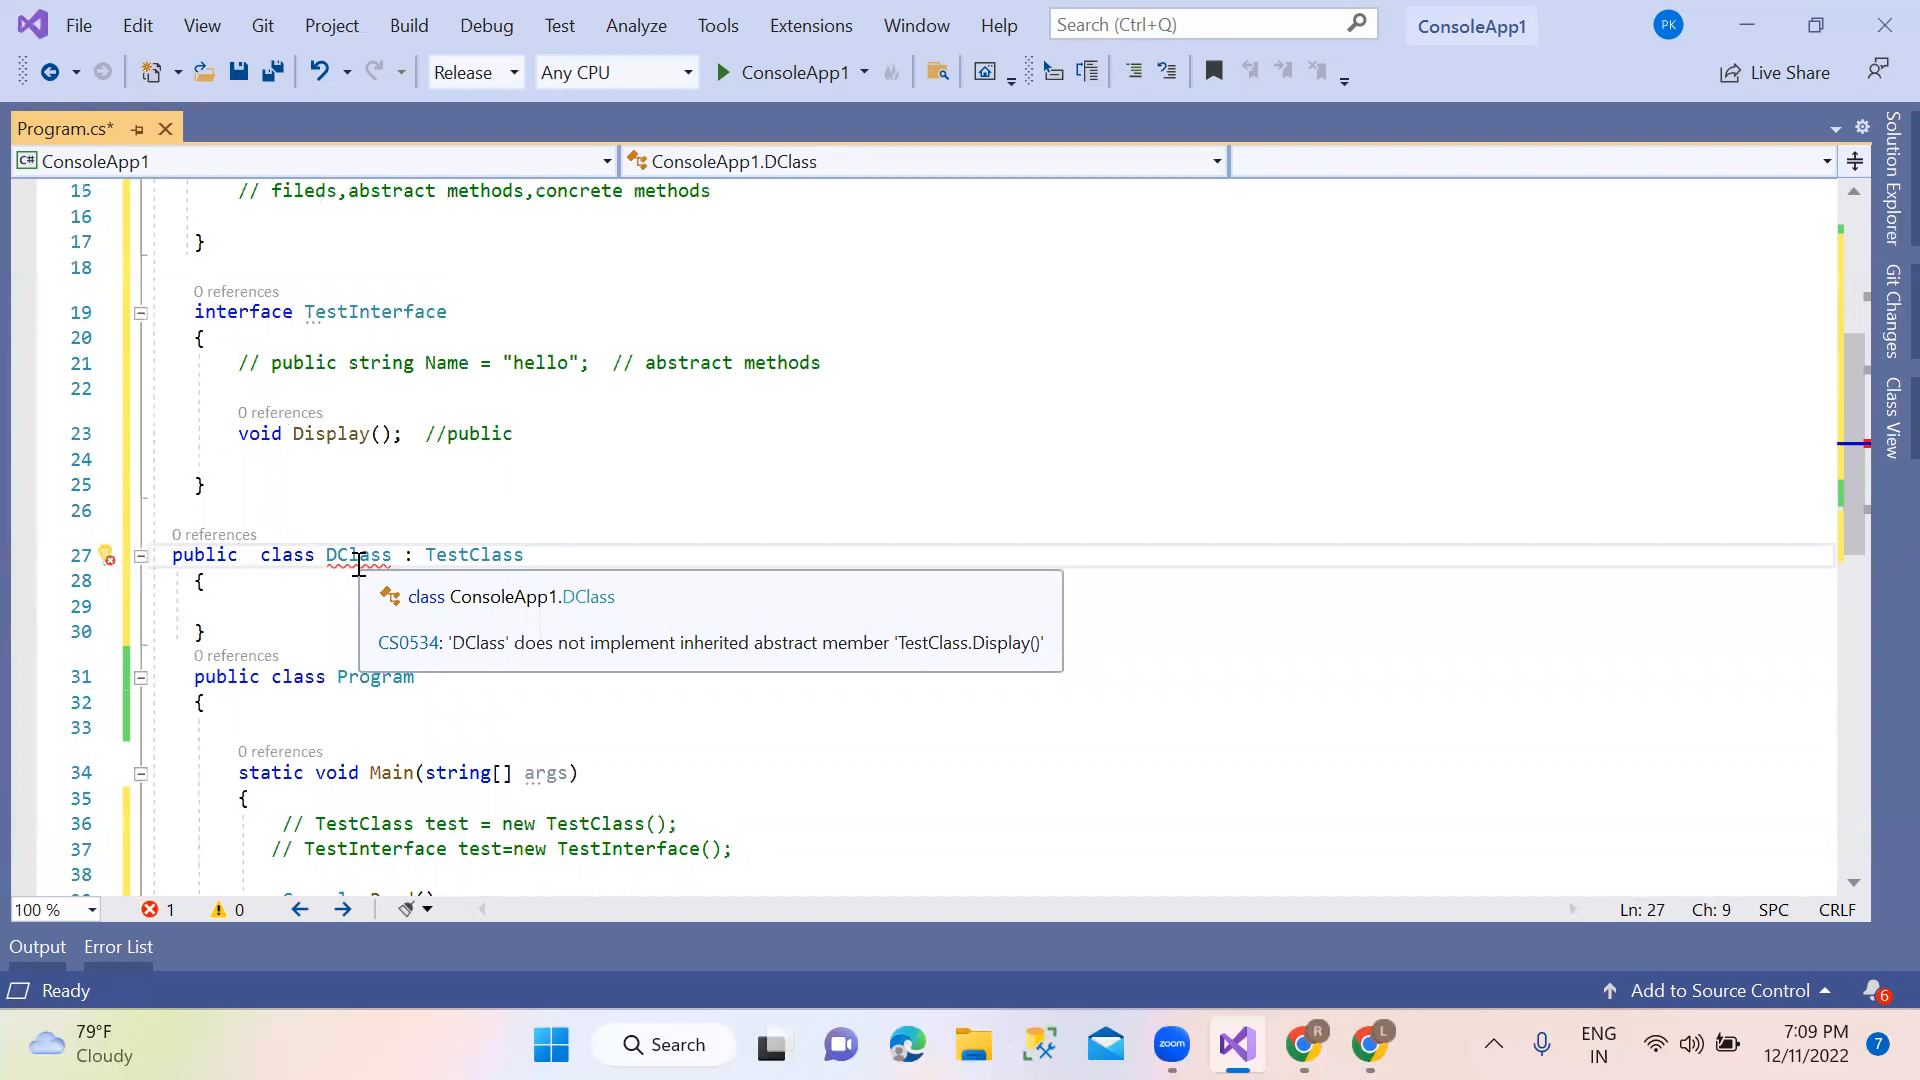 File Edit View Git Project Build Debug Test Analyze Tools Extensions Window Help Search (Ctrl+Q) ConsoleApp1 PK
Release Any CPU ConsoleApp1 Live Share
Program.cs*
C# ConsoleApp1 ConsoleApp1.DClass
15 // fileds,abstract methods,concrete methods
16
17 }
18
0 references
19 interface TestInterface
20 {
21 // public string Name = "hello"; // abstract methods
22
0 references
23 void Display(); //public
24
25 }
26
0 references
27 public class DClass : TestClass
28 {
class ConsoleApp1.DClass
29
30 }
CS0534: 'DClass' does not implement inherited abstract member 'TestClass.Display()'
0 references
31 public class Program
32 {
33
0 references
34 static void Main(string[] args)
35 {
36 // TestClass test = new TestClass();
37 // TestInterface test=new TestInterface();
38
Solution Explorer
Git Changes
Class View
100 % 1 0 Ln: 27 Ch: 9 SPC CRLF
Output Error List
Ready Add to Source Control 6
79°F
Cloudy
Search
zoom
R
L
ENG
IN
7:09 PM
12/11/2022
7